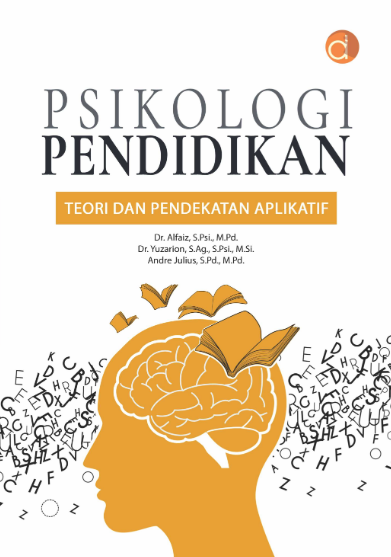 PSIKOLOGI
PENDIDIKAN
TEORI DAN PENDEKATAN APLIKATIF
Dr. Alfaiz, S.Psi., M.Pd.
Dr. Yuzarion, S.Ag., S.Psi., M.Si.
Andre Julius, S.Pd., M.Pd.